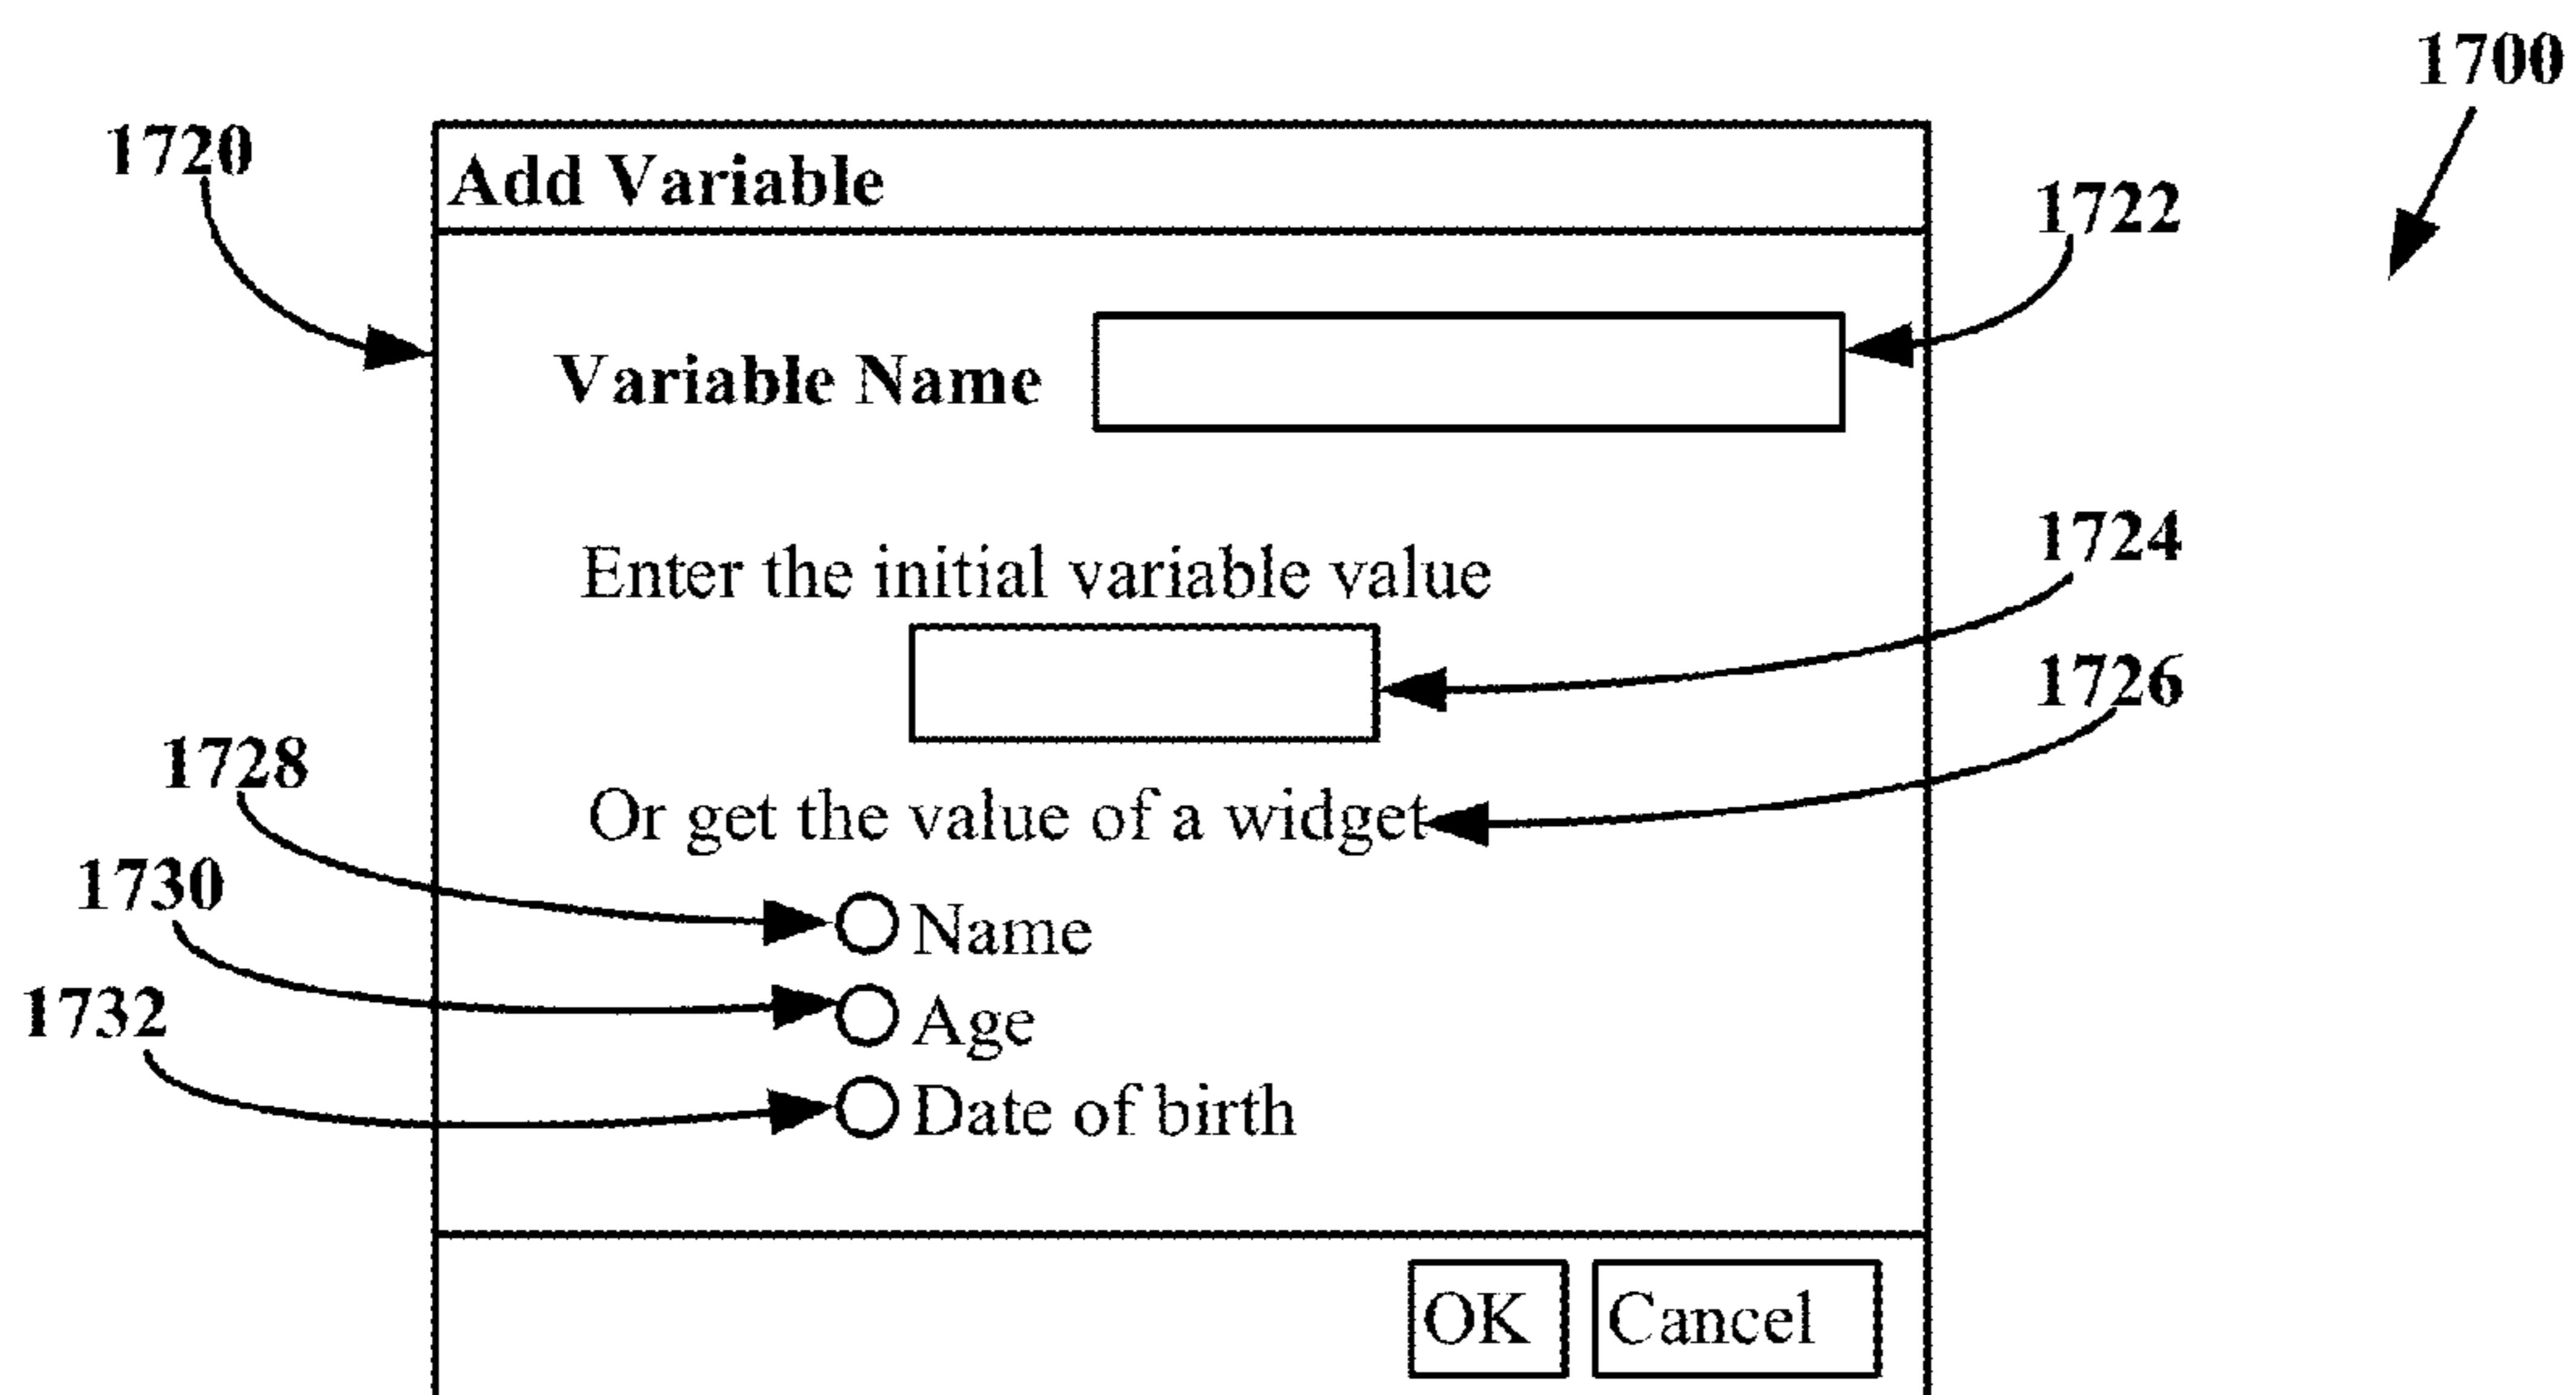 1700
1720
Add Variable
1722
Variable Name
1724
Enter the initial variable value
1726
1728
Or get the value of a widget
1730
Name
1732
Age
Date of birth
OK Cancel